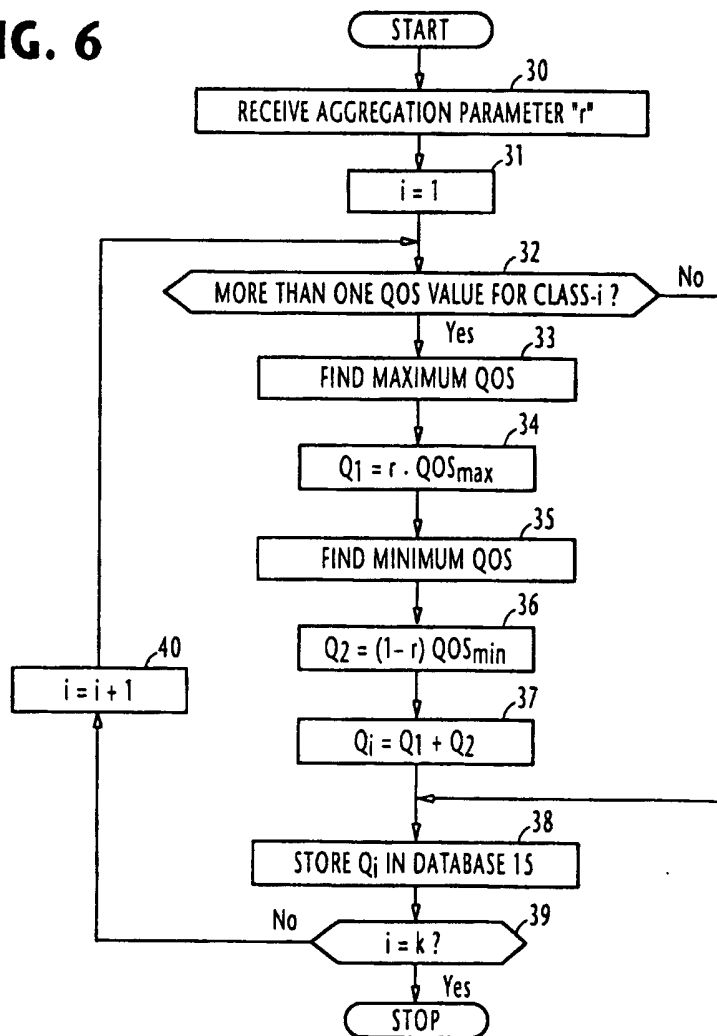 IG. 6
START
30
RECEIVE AGGREGATION PARAMETER "r"
31
i = 1
32
MORE THAN ONE QOS VALUE FOR CLASS-i ?
No
Yes
33
FIND MAXIMUM QOS
34
Q1 = r . QOSmax
35
FIND MINIMUM QOS
36
Q2 = (1- r) QOSmin
40
i = i + 1
37
Qi = Q1 + Q2
38
STORE Qi IN DATABASE 15
39
No
i = k ?
Yes
STOP